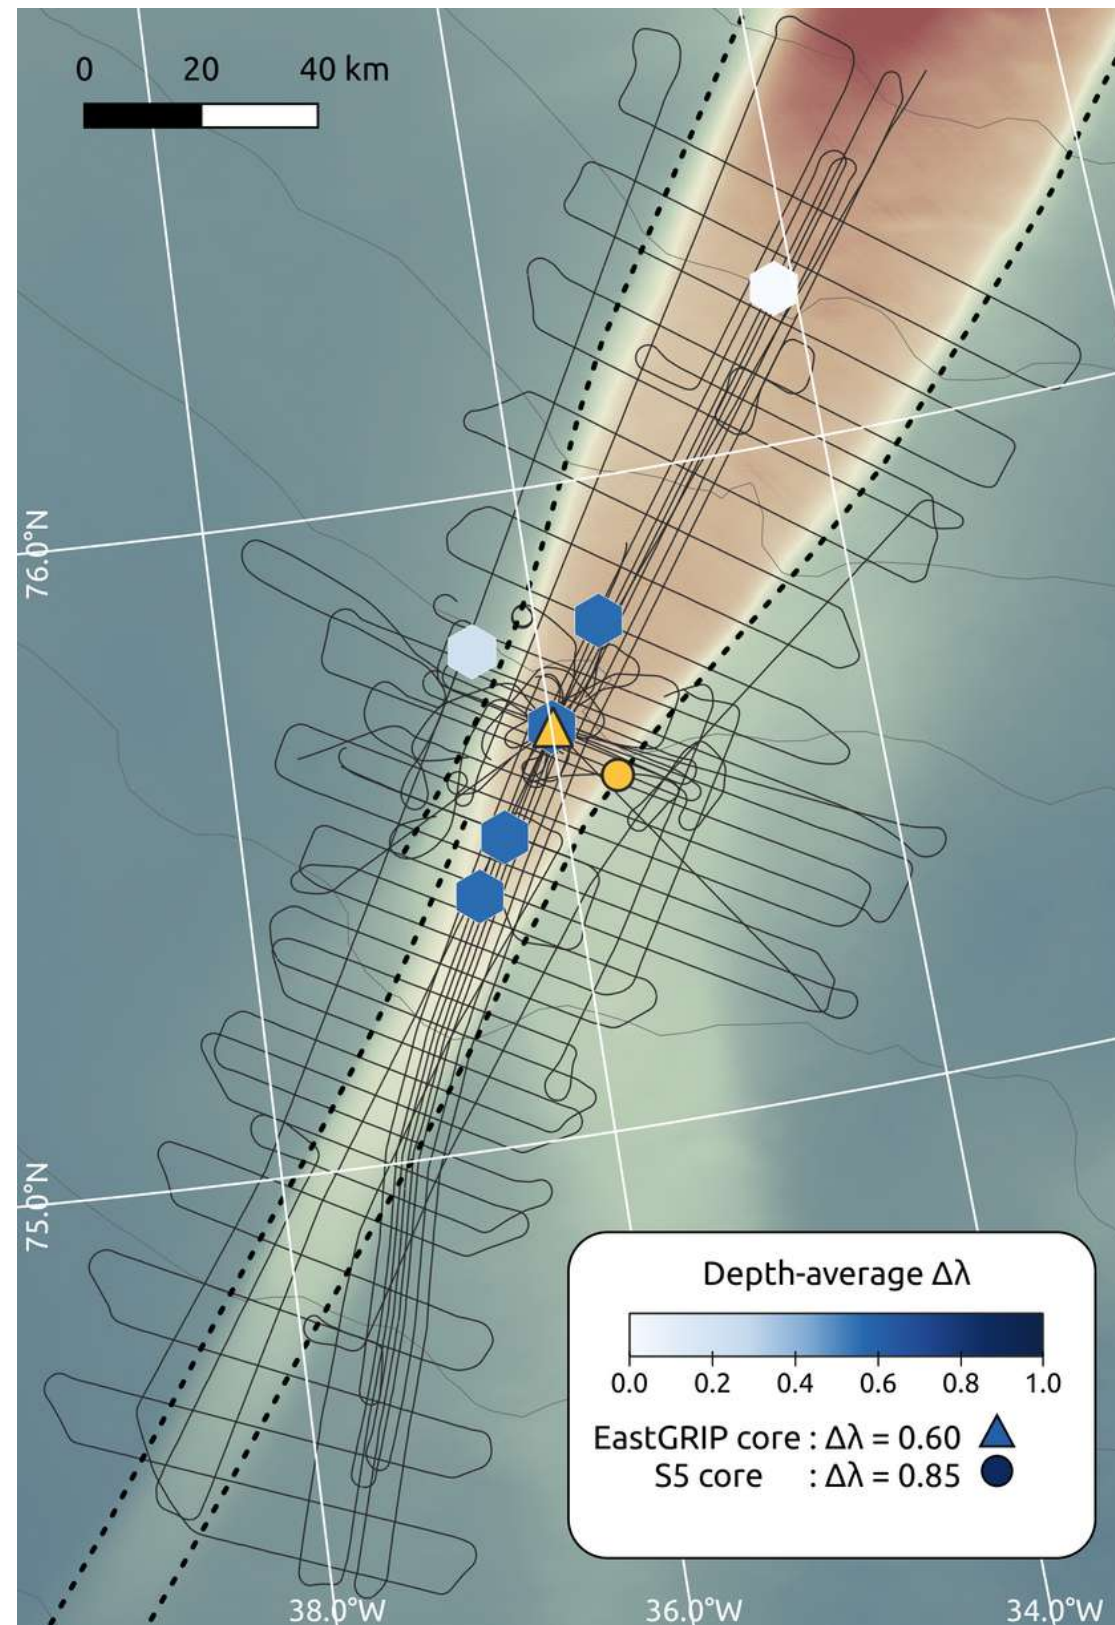 0 20 40 km
76.0°N
75.0°N
Depth-average Δλ
0.0 0.2 0.4 0.6 0.8 1.0
EastGRIP core : Δλ = 0.60
S5 core : Δλ = 0.85
38.0°W 36.0°W 34.0°W